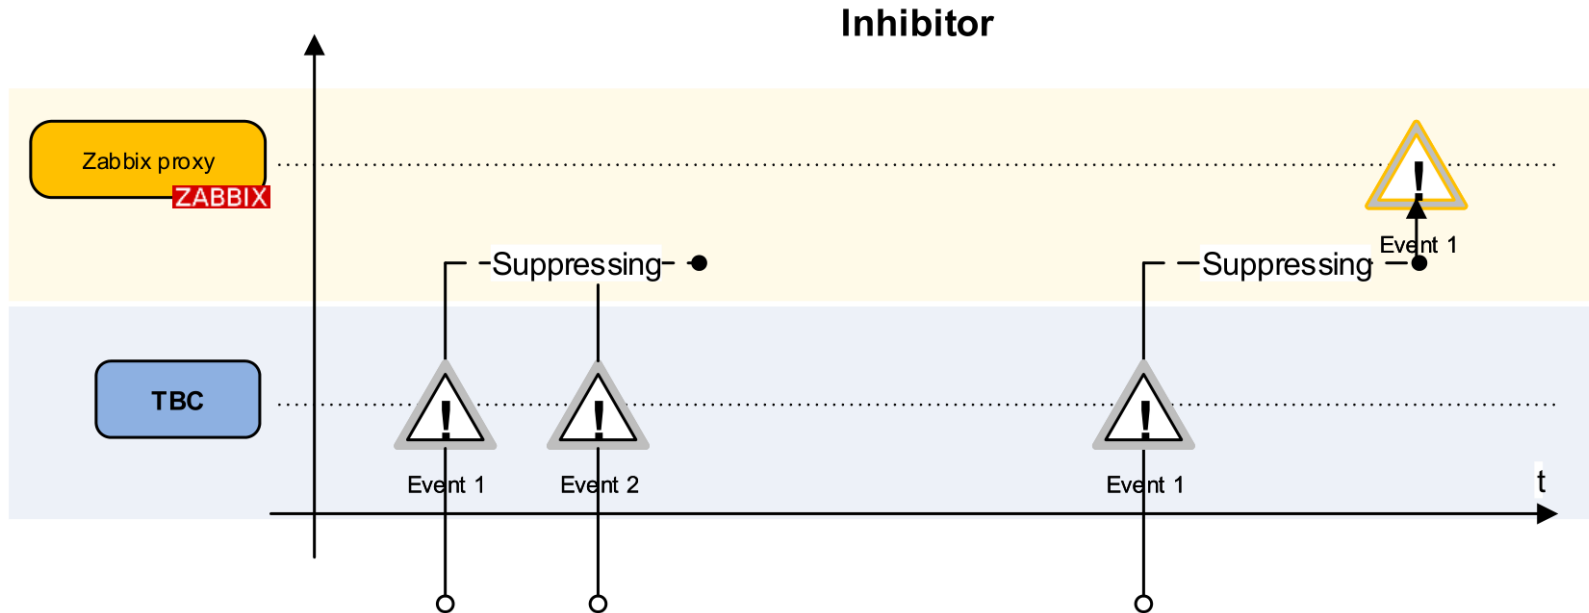 Inhibitor
Zabbix proxy
ZABBIX
Event 1
Suppressing
Suppressing
TBC
Event 1
Event 2
Event 1
t